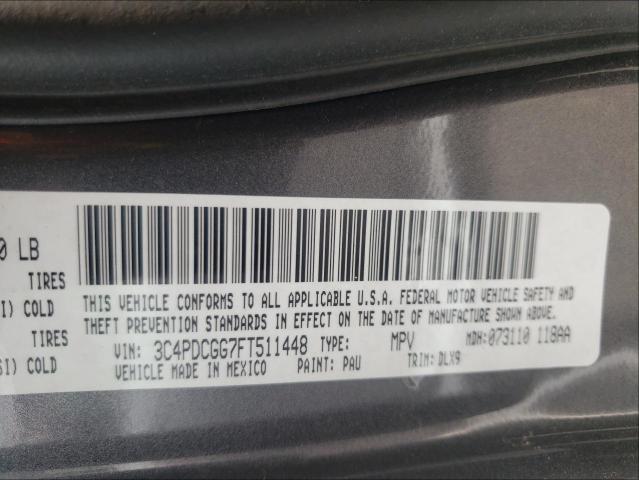 0 LB
TIRES
I) COLD
TIRES
SI) COLD
THIS VEHICLE CONFORMS TO ALL APPLICABLE U.S.A. FEDERAL MOTOR VEHICLE SAFETY AND
THEFT PREVENTION STANDARDS IN EFFECT ON THE DATE OF MANUFACTURE SHOWN ABOVE.
VIN: 3C4PDCGG7FT511448 TYPE: MPV MDH:073110 118AA
VEHICLE MADE IN MEXICO PAINT: PAU TRIM: DLX9